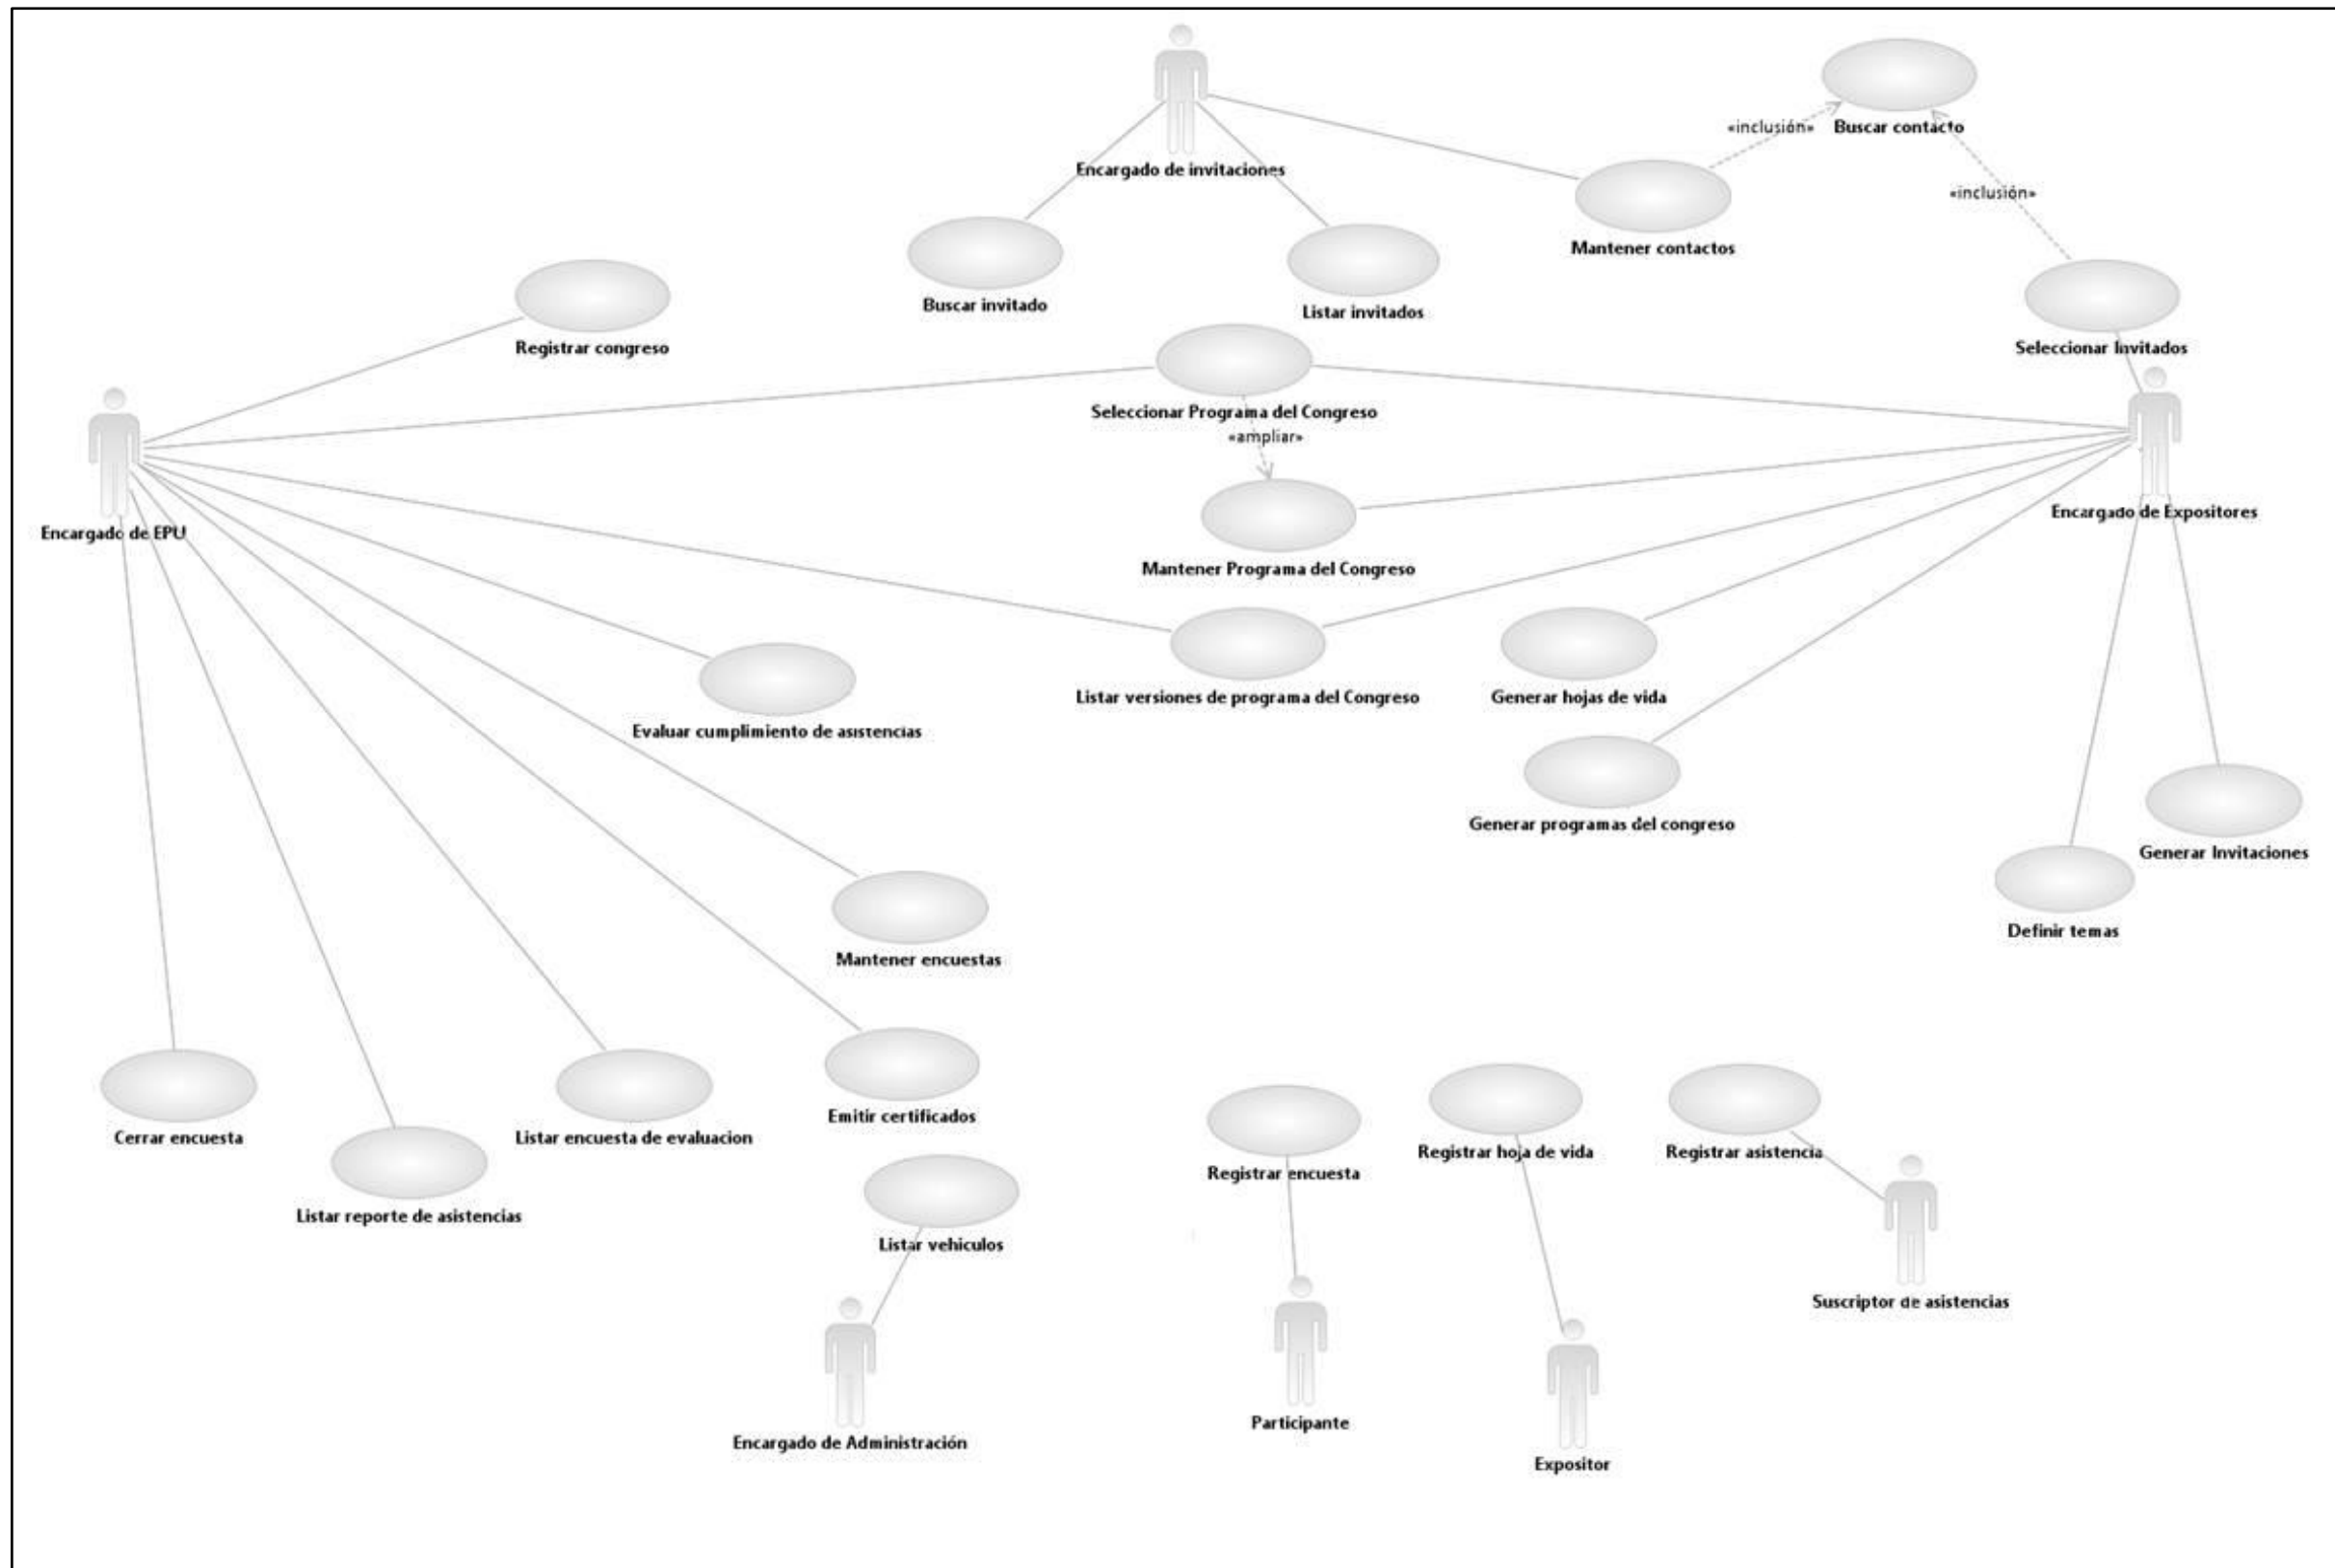 «inclusión»
Buscar contacto
Encargado de invitaciones
«inclusión»
Mantener contactos
Buscar invitado
Listar invitados
Registrar congreso
Seleccionar Invitados
Seleccionar Programa del Congreso
«ampliar»
Encargado de EPU
Encargado de Expositores
Mantener Programa del Congreso
Listar versiones de programa del Congreso
Generar hojas de vida
Evaluar cumplimiento de asistencias
Generar programas del congreso
Generar Invitaciones
Definir temas
Mantener encuestas
Emitir certificados
Cerrar encuesta
Listar encuesta de evaluacion
Registrar hoja de vida
Registrar asistencia
Registrar encuesta
Listar reporte de asistencias
Listar vehiculos
Suscriptor de asistencias
Participante
Encargado de Administración
Expositor